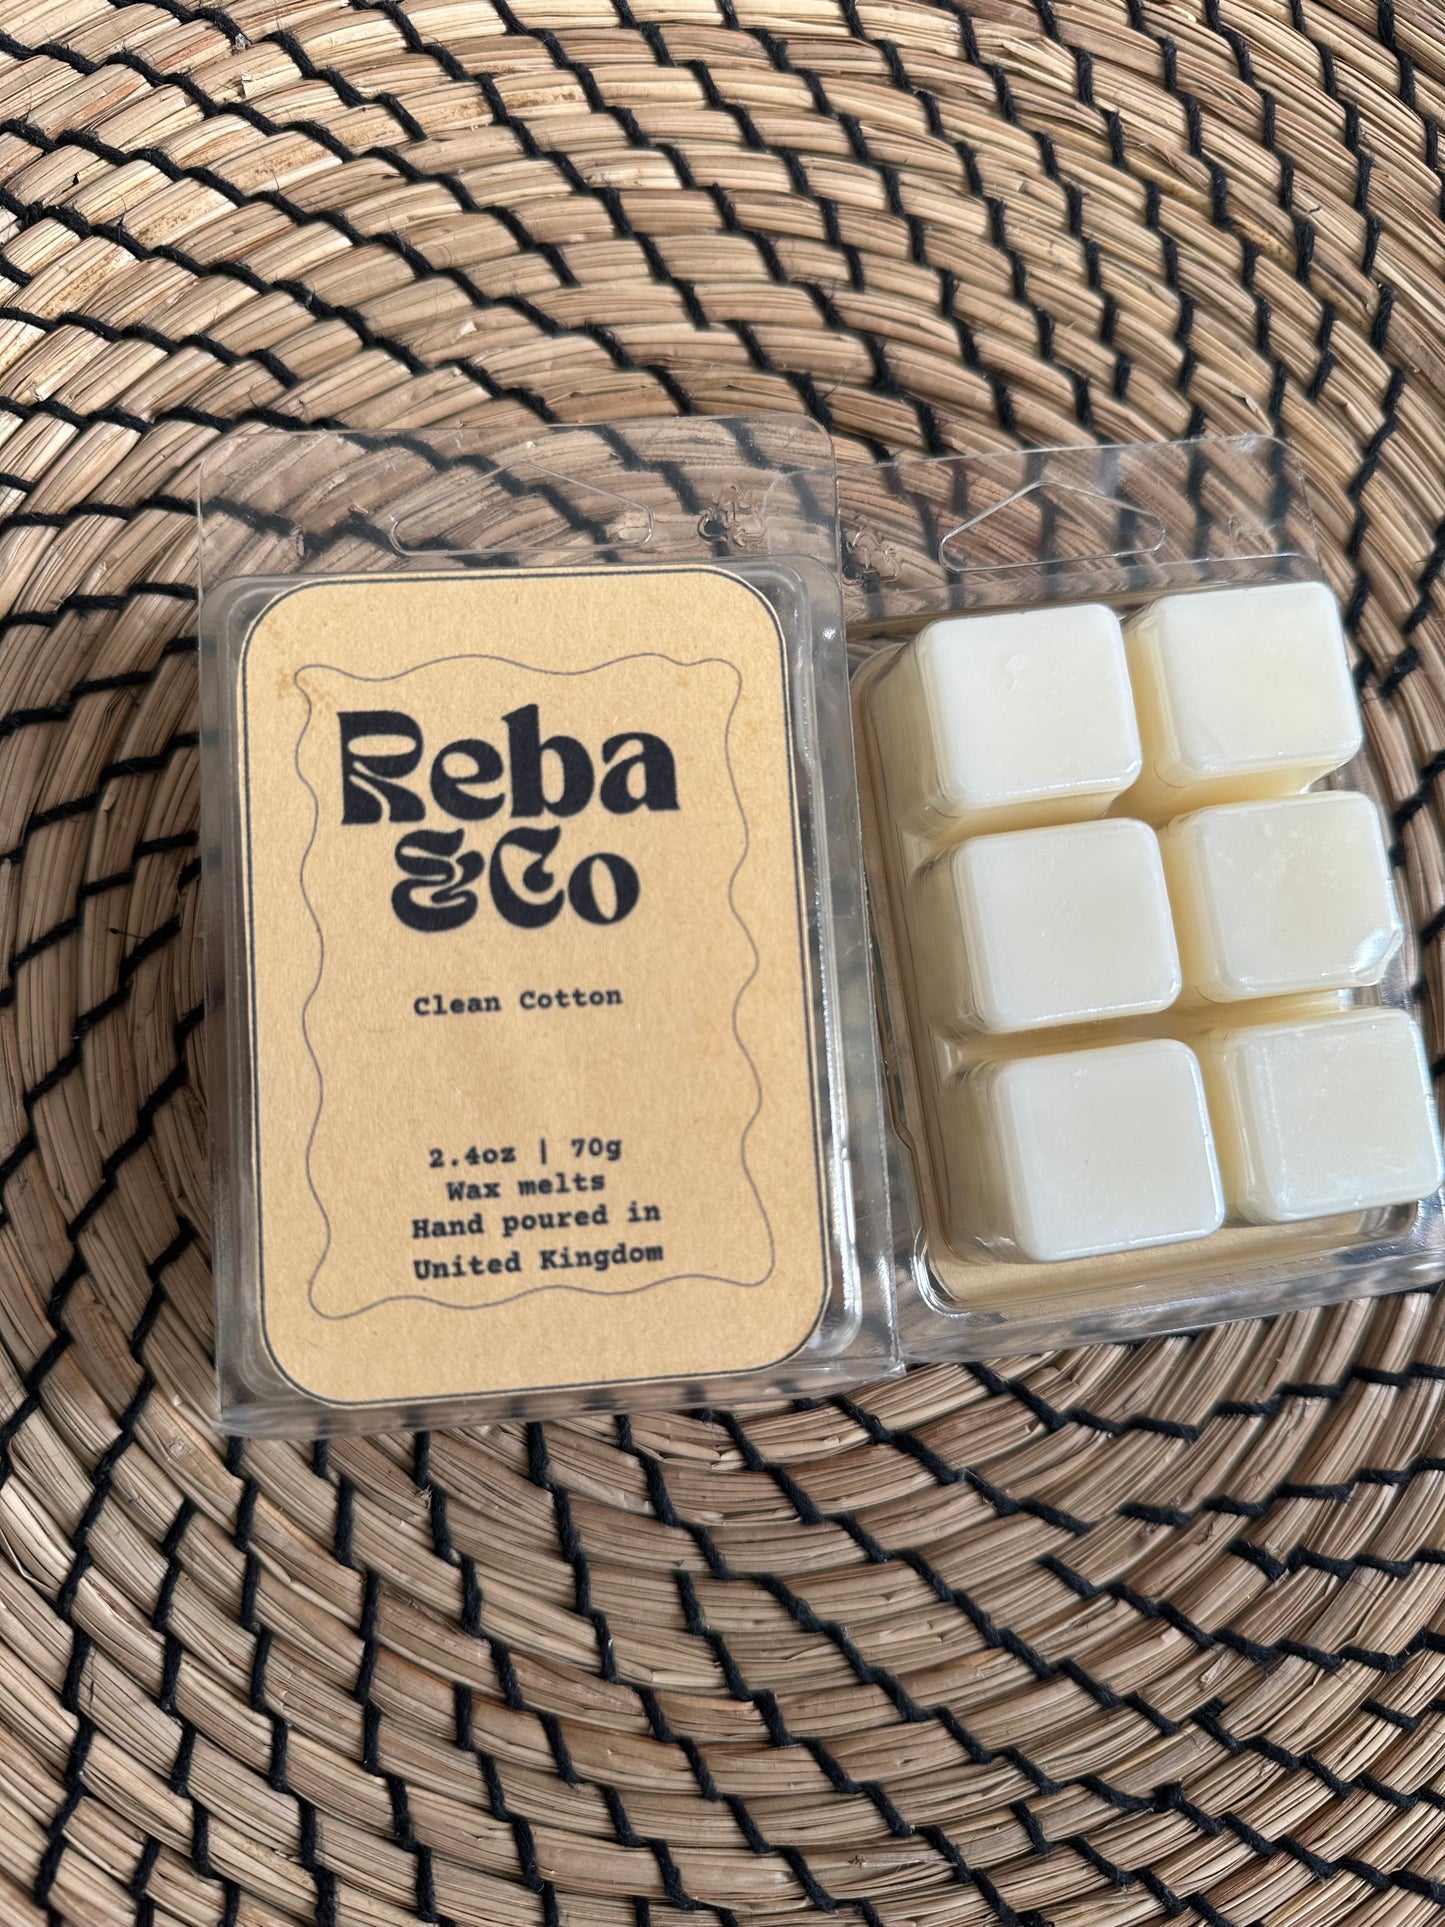 Reba
&Co
Clean Cotton
2.4oz | 70g
Wax melts
Hand poured in
United Kingdom